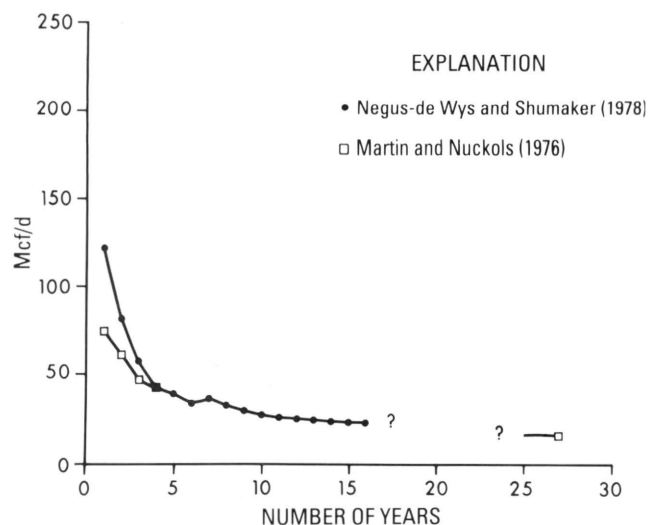 250
200
150
100
50
0
Mcf/d
EXPLANATION
Negus-de Wys and Shumaker (1978)
Martin and Nuckols (1976)
?
?
0 5 10 15 20 25 30
NUMBER OF YEARS